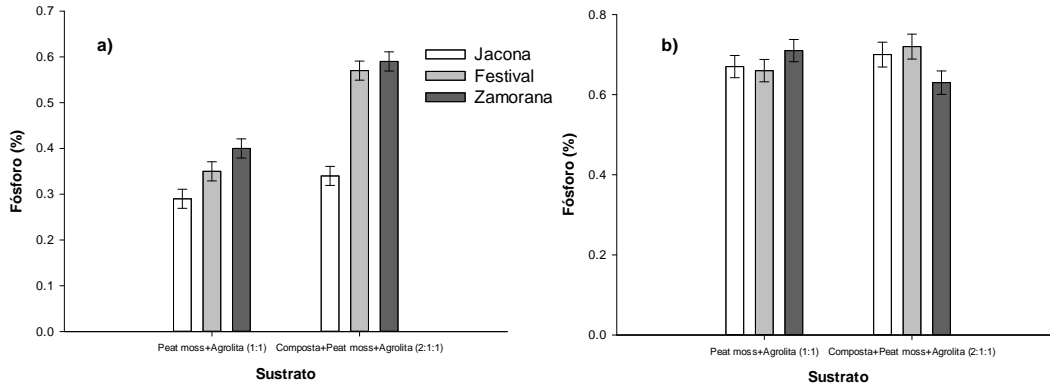 a)
0.7
0.6
0.5
0.4
0.3
0.2
0.1
0.0
Fósforo (%)
Jacona
Festival
Zamorana
Peat moss+Agrolita (1:1)
Composta+Peat moss+Agrolita (2:1:1)
Sustrato
b)
0.8
0.6
0.4
0.2
0.0
Fósforo (%)
Peat moss+Agrolita (1:1)
Composta+Peat moss+Agrolita (2:1:1)
Sustrato